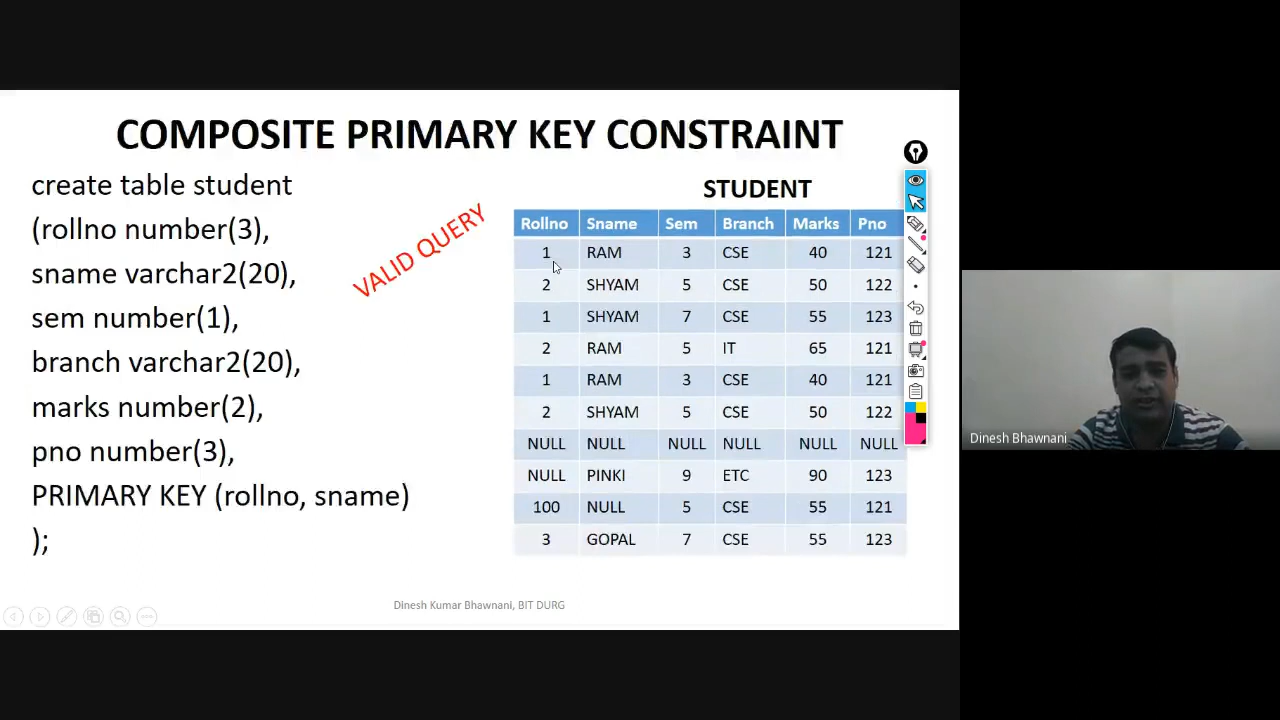 COMPOSITE PRIMARY KEY CONSTRAINT
create table student
(rollno number(3),
sname varchar2(20),
sem number(1),
branch varchar2(20),
marks number(2),
pno number(3),
PRIMARY KEY (rollno, sname)
);
VALID QUERY
STUDENT
Rollno Sname Sem Branch Marks Pno
1 RAM 3 CSE 40 121
2 SHYAM 5 CSE 50 122
1 SHYAM 7 CSE 55 123
2 RAM 5 IT 65 121
1 RAM 3 CSE 40 121
2 SHYAM 5 CSE 50 122
NULL NULL NULL NULL NULL NULL
NULL PINKI 9 ETC 90 123
100 NULL 5 CSE 55 121
3 GOPAL 7 CSE 55 123
Dinesh Kumar Bhawnani, BIT DURG
Dinesh Bhawnani